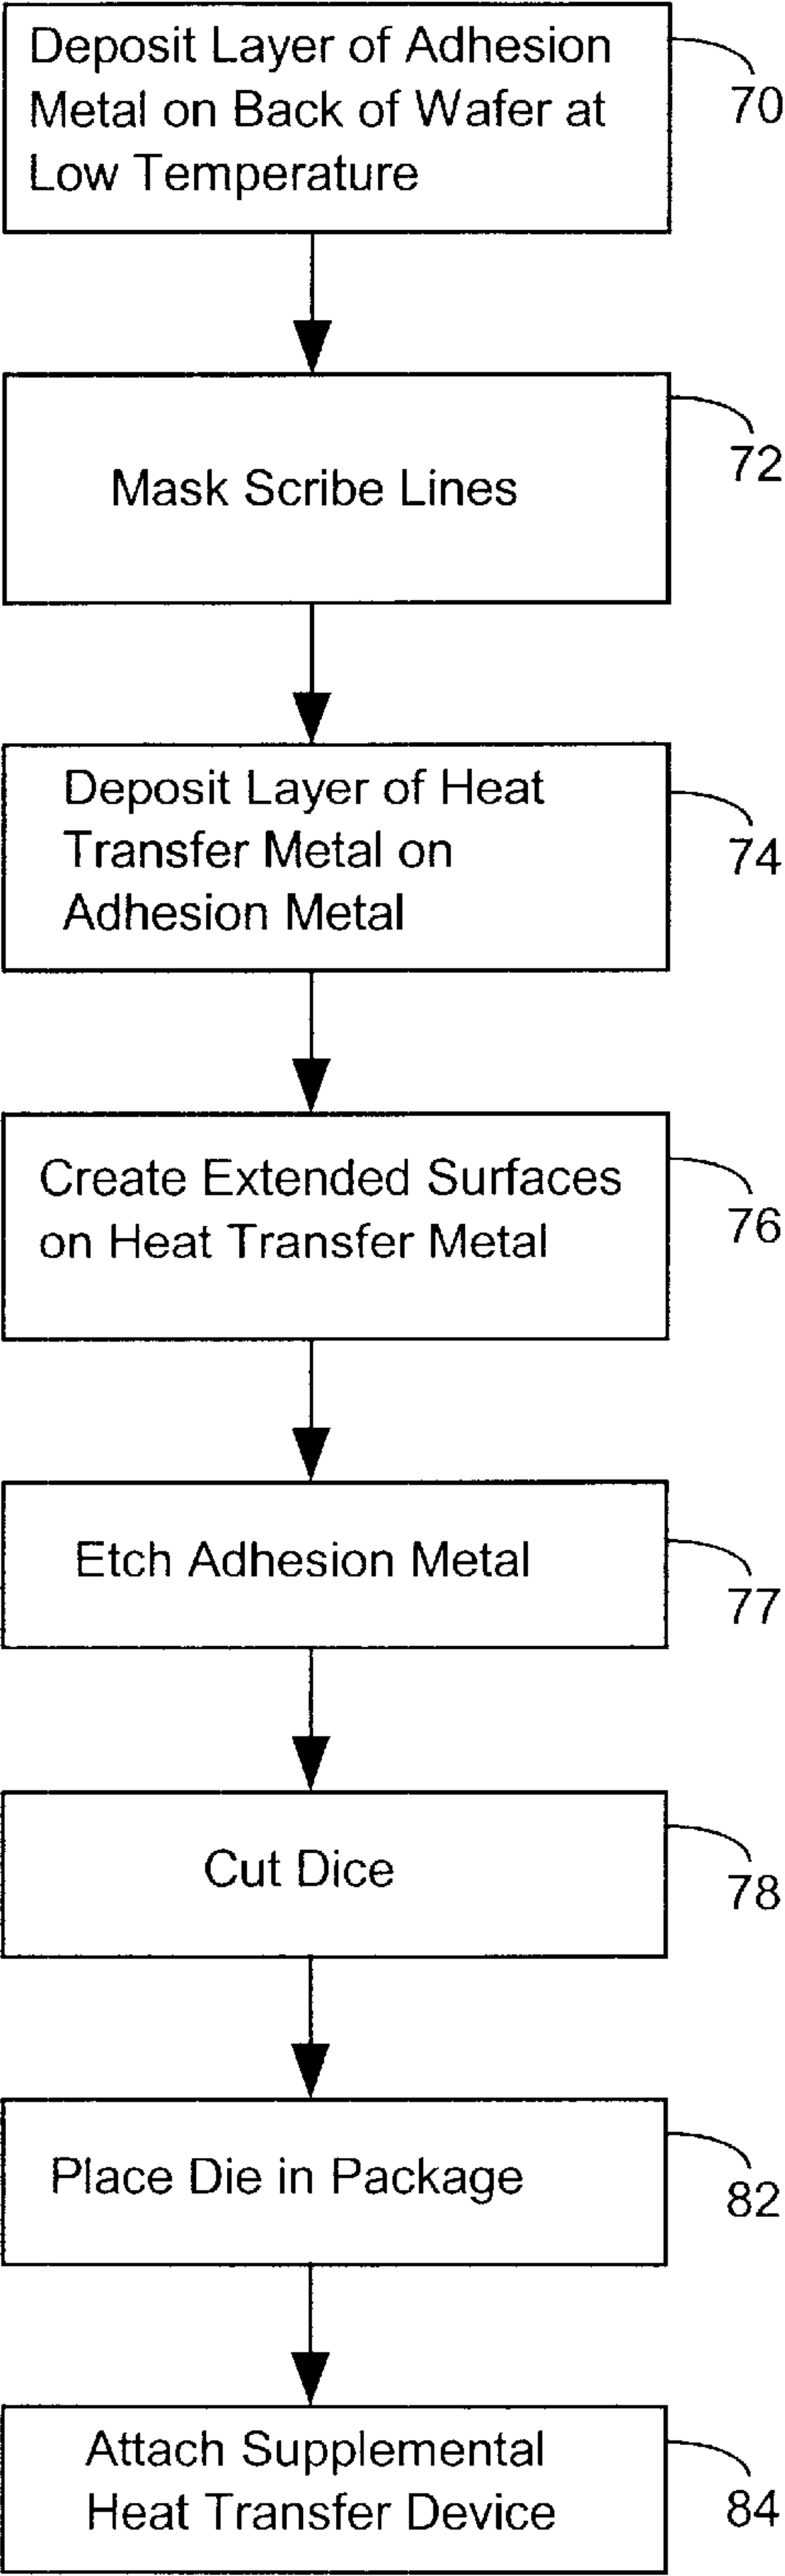 Deposit Layer of Adhesion
Metal on Back of Wafer at
Low Temperature
70
Mask Scribe Lines
72
Deposit Layer of Heat
Transfer Metal on
Adhesion Metal
74
Create Extended Surfaces
on Heat Transfer Metal
76
Etch Adhesion Metal
77
Cut Dice
78
Place Die in Package
82
Attach Supplemental
Heat Transfer Device
84